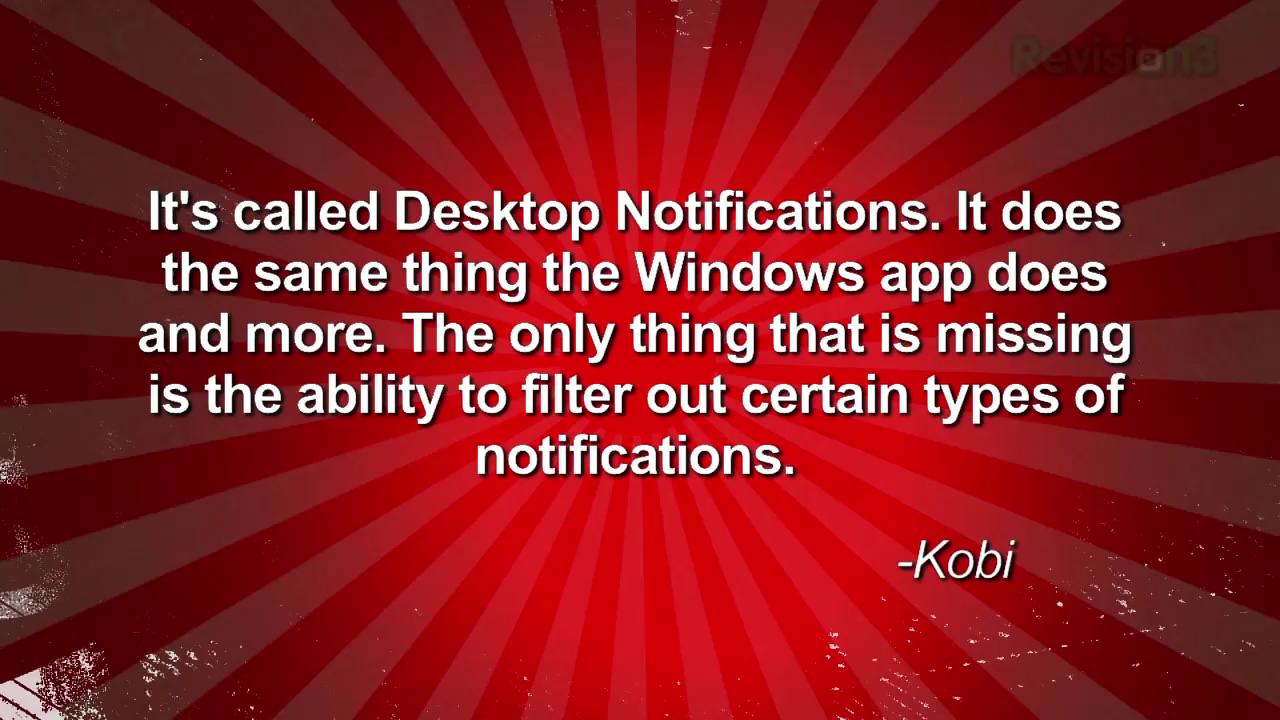 Revision3
It's called Desktop Notifications. It does
the same thing the Windows app does
and more. The only thing that is missing
is the ability to filter out certain types of
notifications.
-Kobi